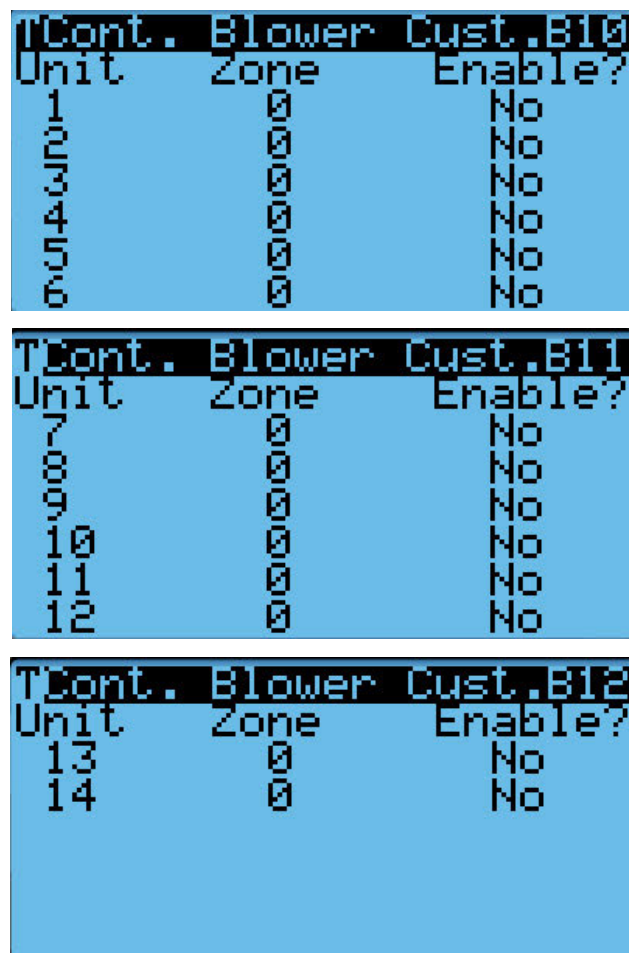 TCont. Blower Cust.B10
Unit Zone Enable?
1 0 No
2 0 No
3 0 No
4 0 No
5 0 No
6 0 No
TCont. Blower Cust.B11
Unit Zone Enable?
7 0 No
8 0 No
9 0 No
10 0 No
11 0 No
12 0 No
TCont. Blower Cust.B12
Unit Zone Enable?
13 0 No
14 0 No